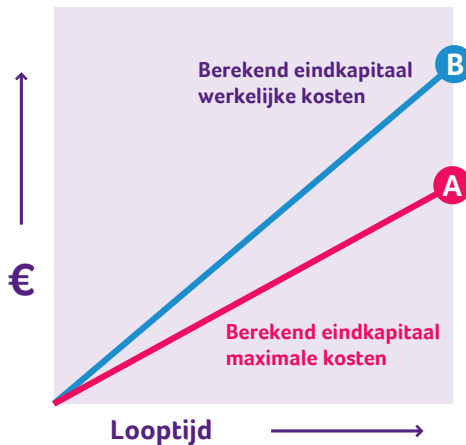 B
Berekend eindkapitaal
werkelijke kosten
A
€
Berekend eindkapitaal
maximale kosten
Looptijd